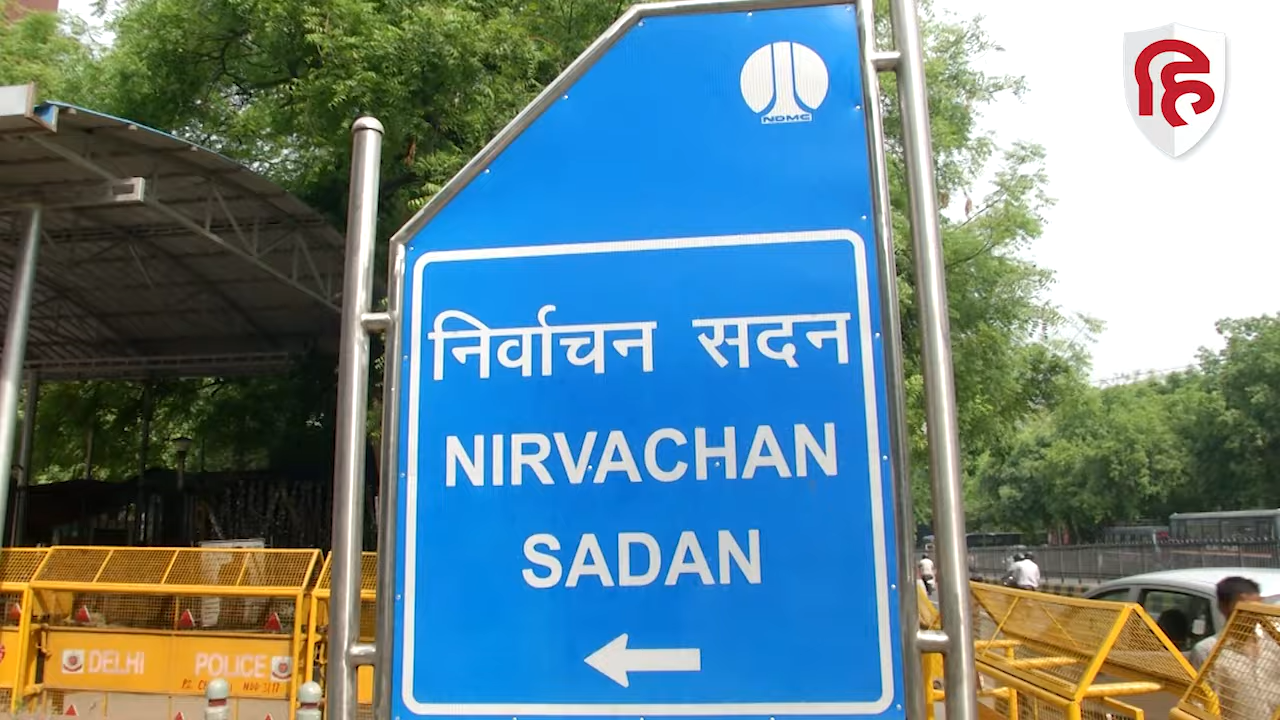 हि
NDMC
निर्वाचन सदन
NIRVACHAN
SADAN
DELHI POLICE